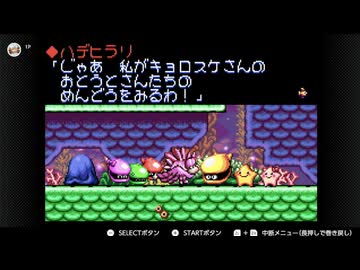 1P
◆ハデヒラリ
「じゃあ 私がキョロスケさんの
おとうとさんたちの
めんどうをみるわ！」
SELECTボタン STARTボタン + 中断メニュー(長押しで巻き戻し)